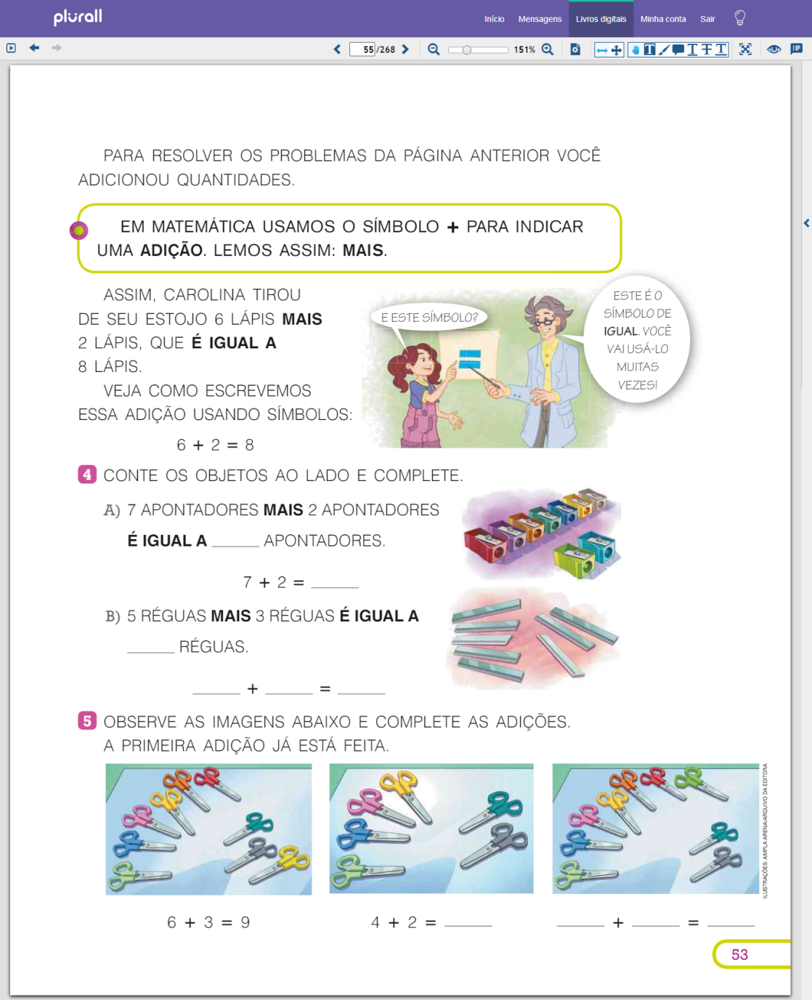 plurall
Início Mensagens Livros digitais Minha conta Sair
55 /268 151%
PARA RESOLVER OS PROBLEMAS DA PÁGINA ANTERIOR VOCÊ
ADICIONOU QUANTIDADES.
EM MATEMÁTICA USAMOS O SÍMBOLO + PARA INDICAR
UMA ADIÇÃO. LEMOS ASSIM: MAIS.
ASSIM, CAROLINA TIROU
DE SEU ESTOJO 6 LÁPIS MAIS
2 LÁPIS, QUE É IGUAL A
8 LÁPIS.
VEJA COMO ESCREVEMOS
ESSA ADIÇÃO USANDO SÍMBOLOS:
6 + 2 = 8
E ESTE SÍMBOLO?
=
ESTE É O
SÍMBOLO DE
IGUAL. VOCÊ
VAI USÁ-LO
MUITAS
VEZES!
4 CONTE OS OBJETOS AO LADO E COMPLETE.
A) 7 APONTADORES MAIS 2 APONTADORES
É IGUAL A _____ APONTADORES.
7 + 2 = _____
B) 5 RÉGUAS MAIS 3 RÉGUAS É IGUAL A
_____ RÉGUAS.
_____ + _____ = _____
5 OBSERVE AS IMAGENS ABAIXO E COMPLETE AS ADIÇÕES.
A PRIMEIRA ADIÇÃO JÁ ESTÁ FEITA.
ILUSTRAÇÕES: AMPLA ARENA/ARQUIVO DA EDITORA
6 + 3 = 9
4 + 2 = _____
_____ + _____ = _____
53